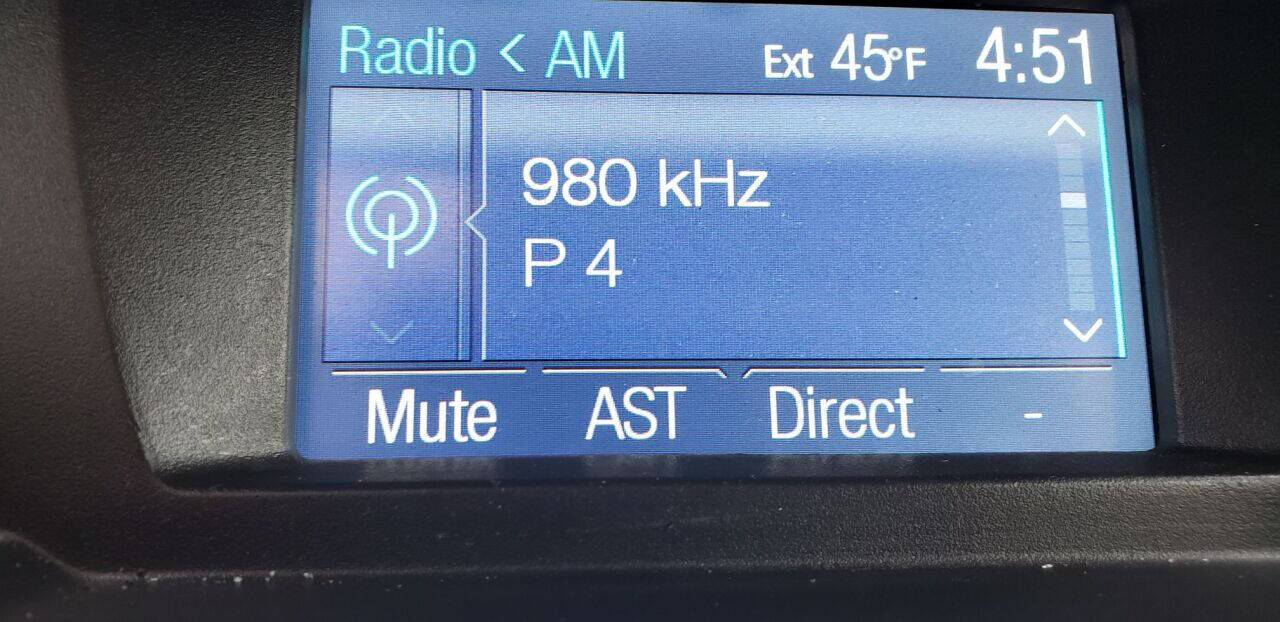 Radio < AM Ext 45°F 4:51
980 kHz
P 4
Mute AST Direct -